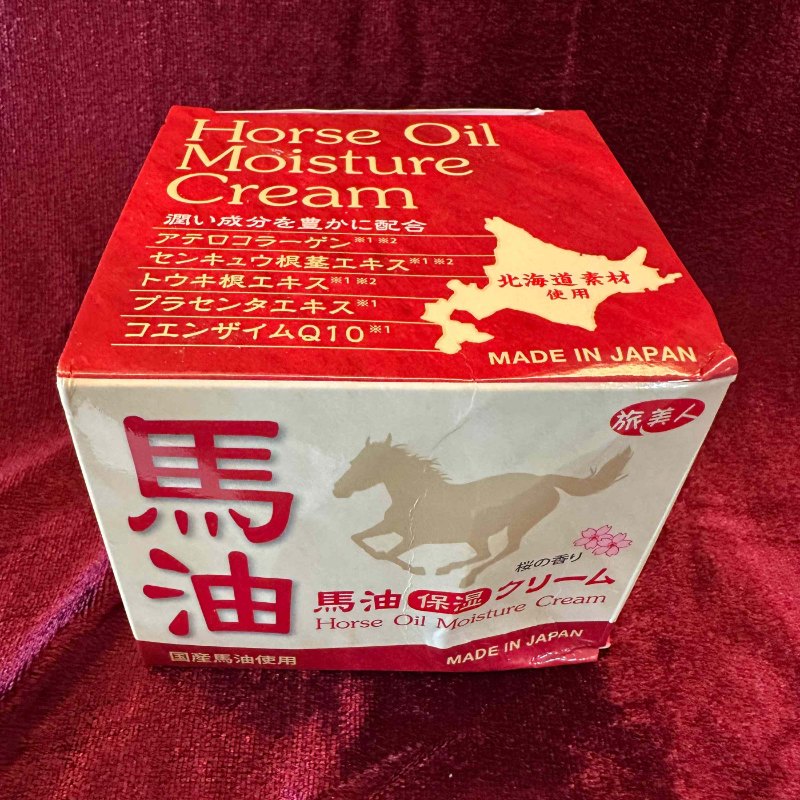 Horse Oil
Moisture
Cream
潤い成分を豊かに配合
アテロコラーゲン※1 ※2
センキュウ根茎エキス※1 ※2
トウキ根エキス※1 ※2
プラセンタエキス※1
コエンザイムQ10※1
北海道素材
使用
MADE IN JAPAN
旅美人
馬油
桜の香り
馬油保湿クリーム
Horse Oil Moisture Cream
国産馬油使用
MADE IN JAPAN